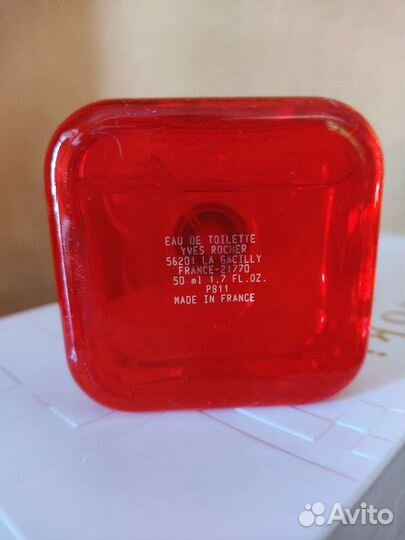 EAU DE TOILETTE
YVES ROCHER
56201 LA GACILLY
FRANCE-21770
50 ml 1.7 FL.OZ.
P811
MADE IN FRANCE
Avito